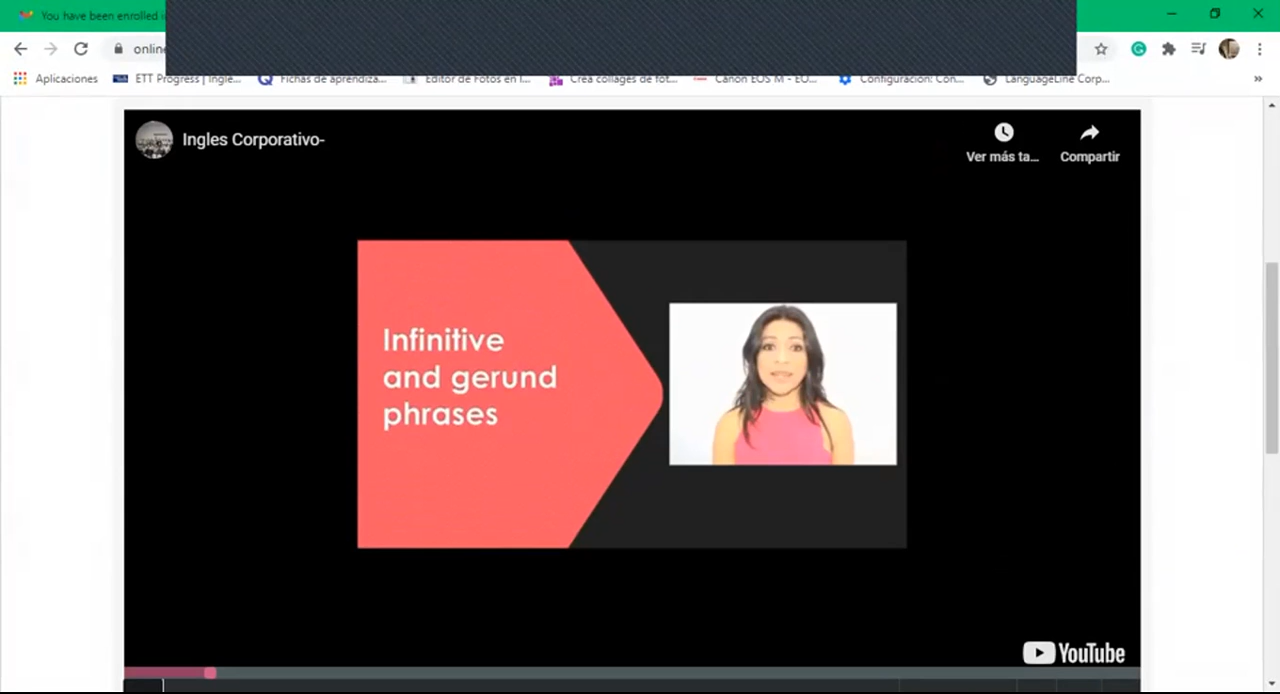 You have been enrolled i
online
Aplicaciones
ETT Progress | Ingle...
Fichas de aprendiza...
Editor de Fotos en l...
Crea collages de fot...
Canon EOS M - EO...
Configuración: Con...
LanguageLine Corp...
»
Ingles Corporativo-
Ver más ta...
Compartir
Infinitive
and gerund
phrases
YouTube